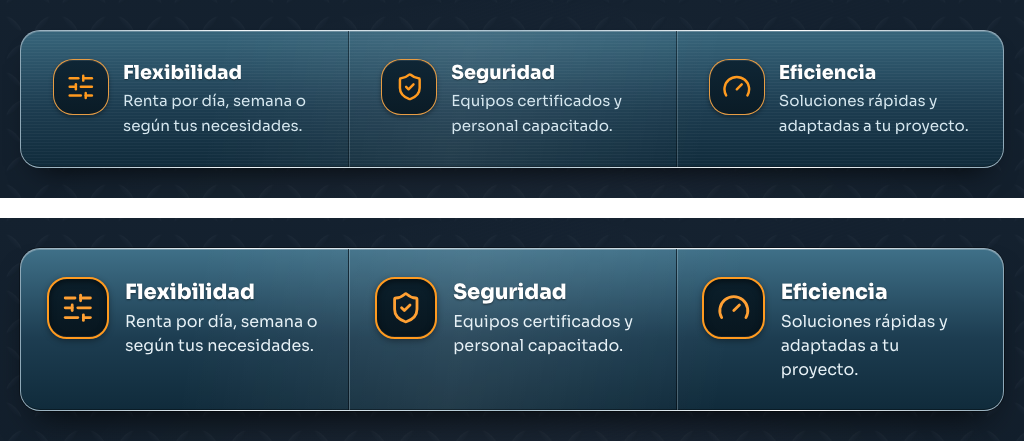 Flexibilidad
Renta por día, semana o
según tus necesidades.
Seguridad
Equipos certificados y
personal capacitado.
Eficiencia
Soluciones rápidas y
adaptadas a tu proyecto.
Flexibilidad
Renta por día, semana o
según tus necesidades.
Seguridad
Equipos certificados y
personal capacitado.
Eficiencia
Soluciones rápidas y
adaptadas a tu
proyecto.